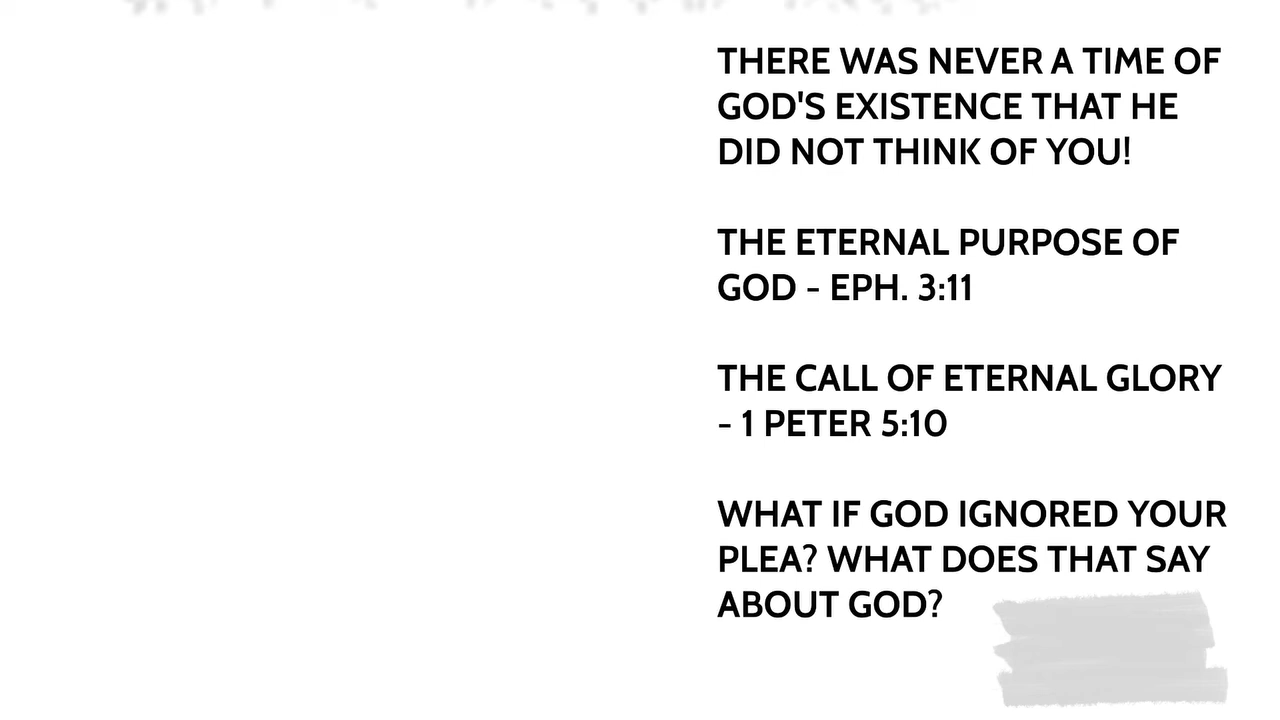 THERE WAS NEVER A TIME OF
GOD'S EXISTENCE THAT HE
DID NOT THINK OF YOU!
THE ETERNAL PURPOSE OF
GOD - EPH. 3:11
THE CALL OF ETERNAL GLORY
- 1 PETER 5:10
WHAT IF GOD IGNORED YOUR
PLEA? WHAT DOES THAT SAY
ABOUT GOD?